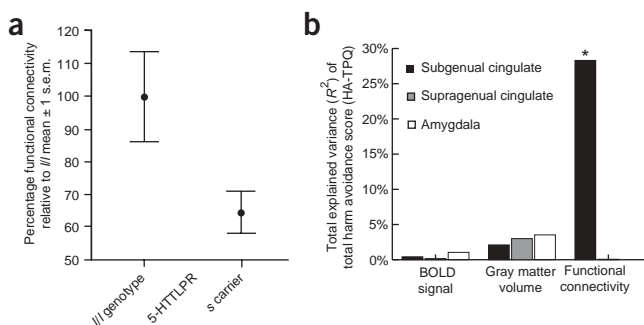 a
Percentage functional connectivity
relative to l/l mean ± 1 s.e.m.
120
110
100
90
80
70
60
50
l/l genotype
5-HTTLPR
s carrier
b
Total explained variance (R²) of
total harm avoidance score (HA-TPQ)
30%
25%
20%
15%
10%
5%
0%
Subgenual cingulate
Supragenual cingulate
Amygdala
*
BOLD
signal
Gray matter
volume
Functional
connectivity